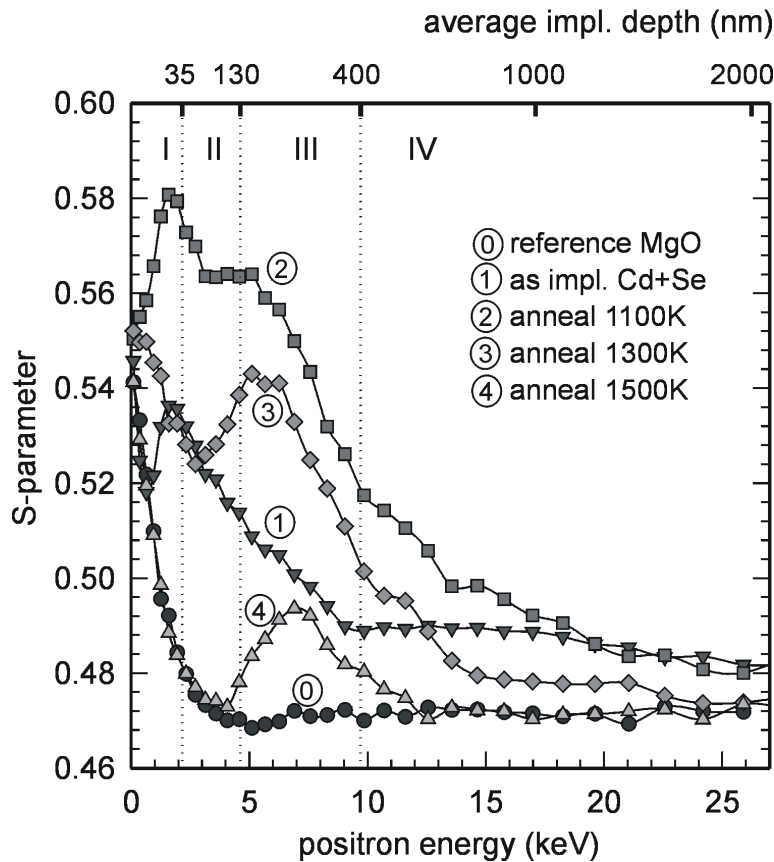 average impl. depth (nm)
35 130 400 1000 2000
0.60
I II III IV
0.58
⓪ reference MgO
① as impl. Cd+Se
② anneal 1100K
③ anneal 1300K
④ anneal 1500K
②
0.56
0.54
③
S-parameter
0.52
①
0.50
④
0.48
⓪
0.46
0 5 10 15 20 25
positron energy (keV)